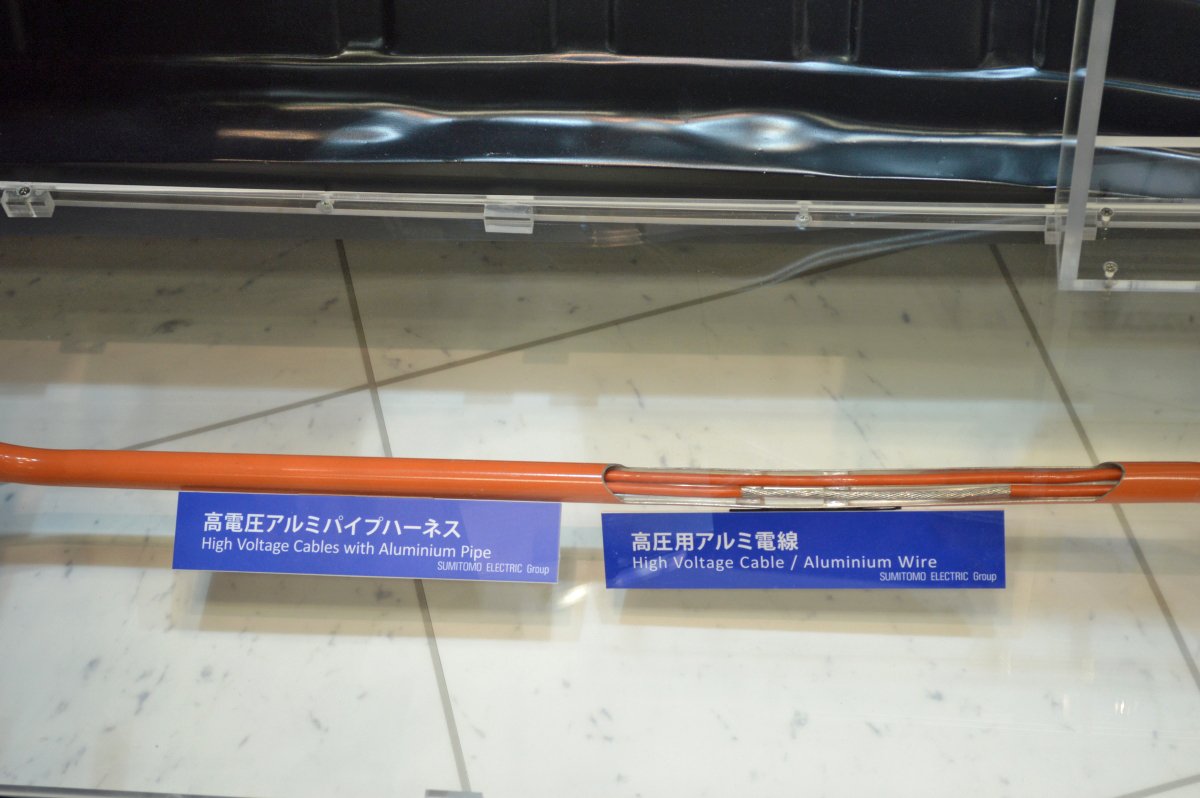 高電圧アルミパイプハーネス
High Voltage Cables with Aluminium Pipe
SUMITOMO ELECTRIC Group
高圧用アルミ電線
High Voltage Cable / Aluminium Wire
SUMITOMO ELECTRIC Group